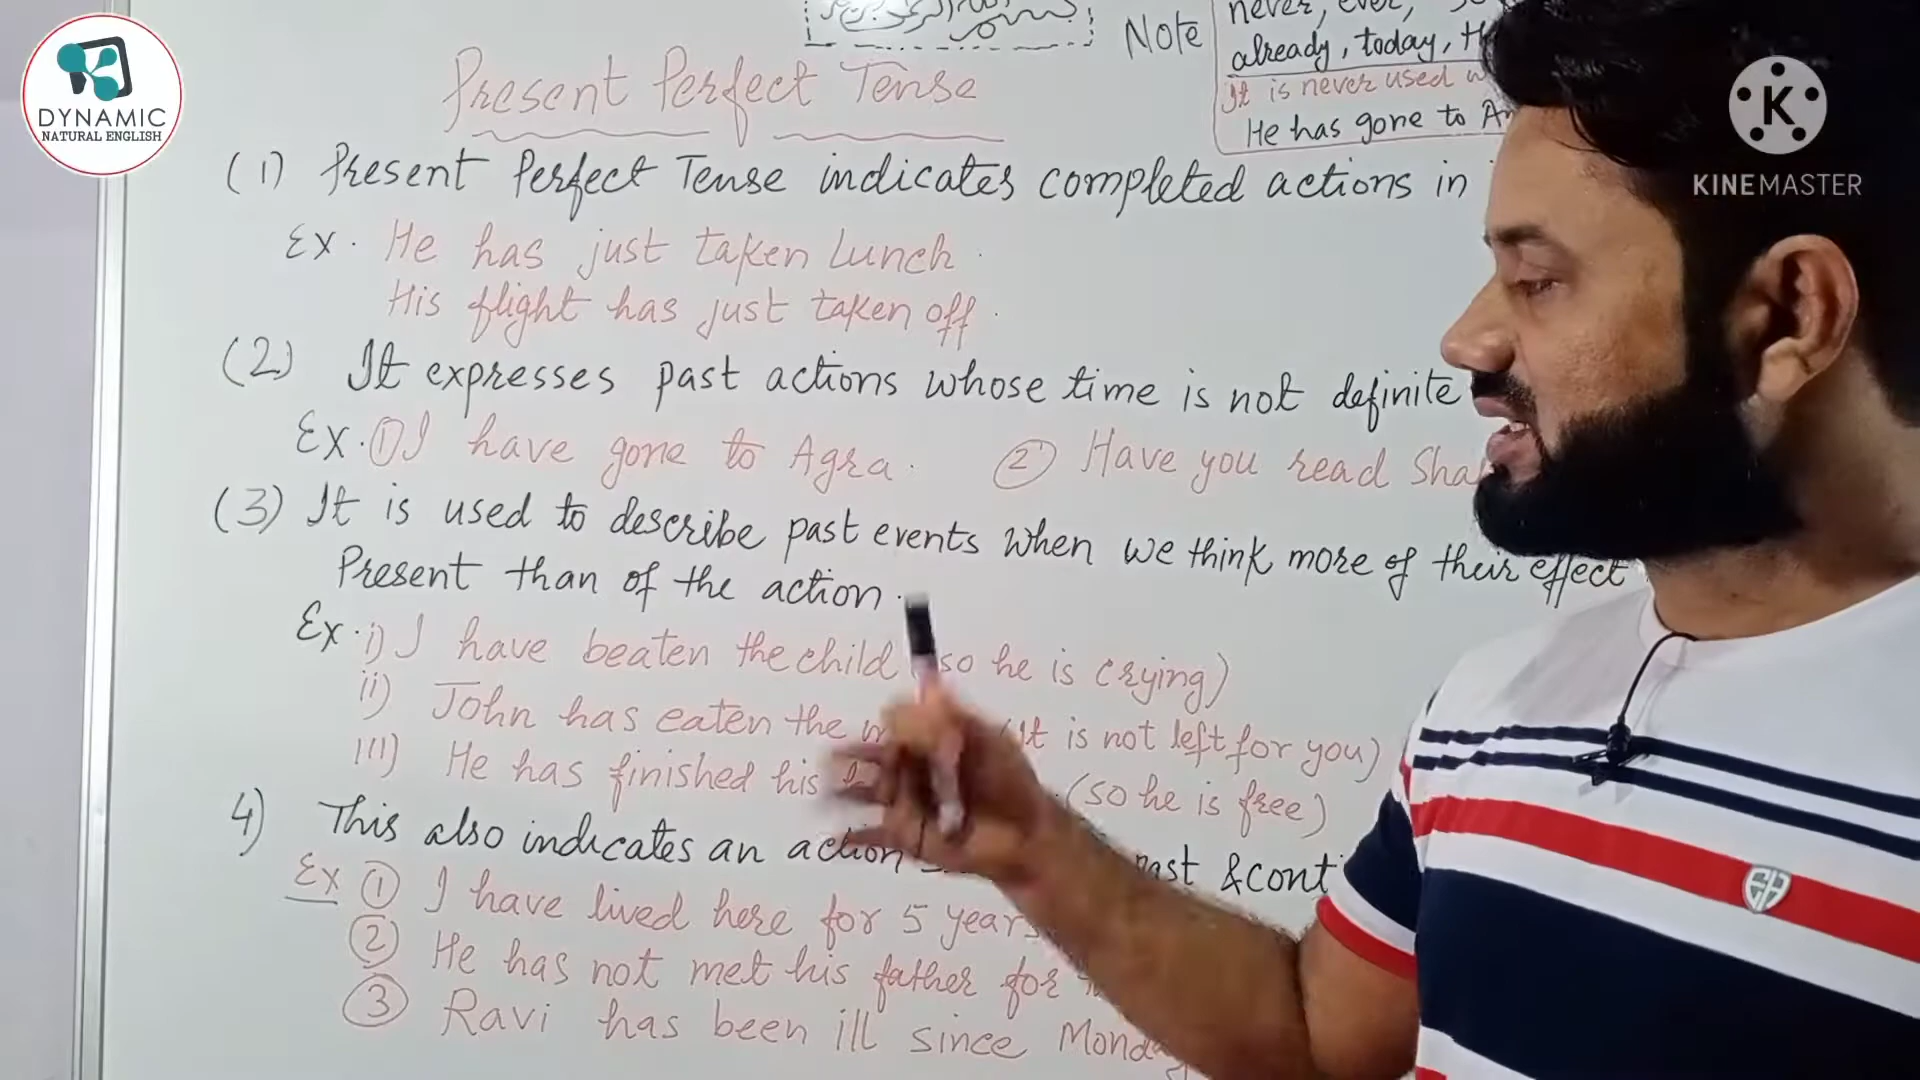 DYNAMIC
NATURAL ENGLISH
KINEMASTER
Note
never, ever,
already, today,
It is never used
He has gone to
Present Perfect Tense
(1) Present Perfect Tense indicates completed actions in
Ex. He has just taken lunch.
His flight has just taken off.
(2) It expresses past actions whose time is not definite
Ex. ① I have gone to Agra. ② Have you read
(3) It is used to describe past events when we think more of their effect
Present than of the action.
Ex. i) I have beaten the child (so he is crying)
ii) John has eaten the (It is not left for you)
iii) He has finished his (so he is free)
4) This also indicates an action past &
Ex ① I have lived here for 5 years
② He has not met his father for
③ Ravi has been ill since Monday